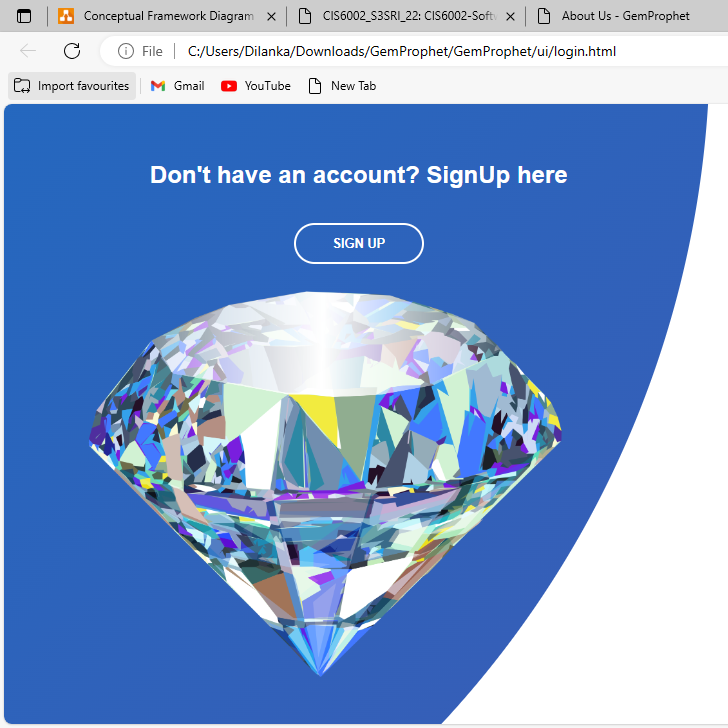 Conceptual Framework Diagram
CIS6002_S3SRI_22: CIS6002-Softw
About Us - GemProphet
File
C:/Users/Dilanka/Downloads/GemProphet/GemProphet/ui/login.html
Import favourites
Gmail
YouTube
New Tab
Don't have an account? SignUp here
SIGN UP